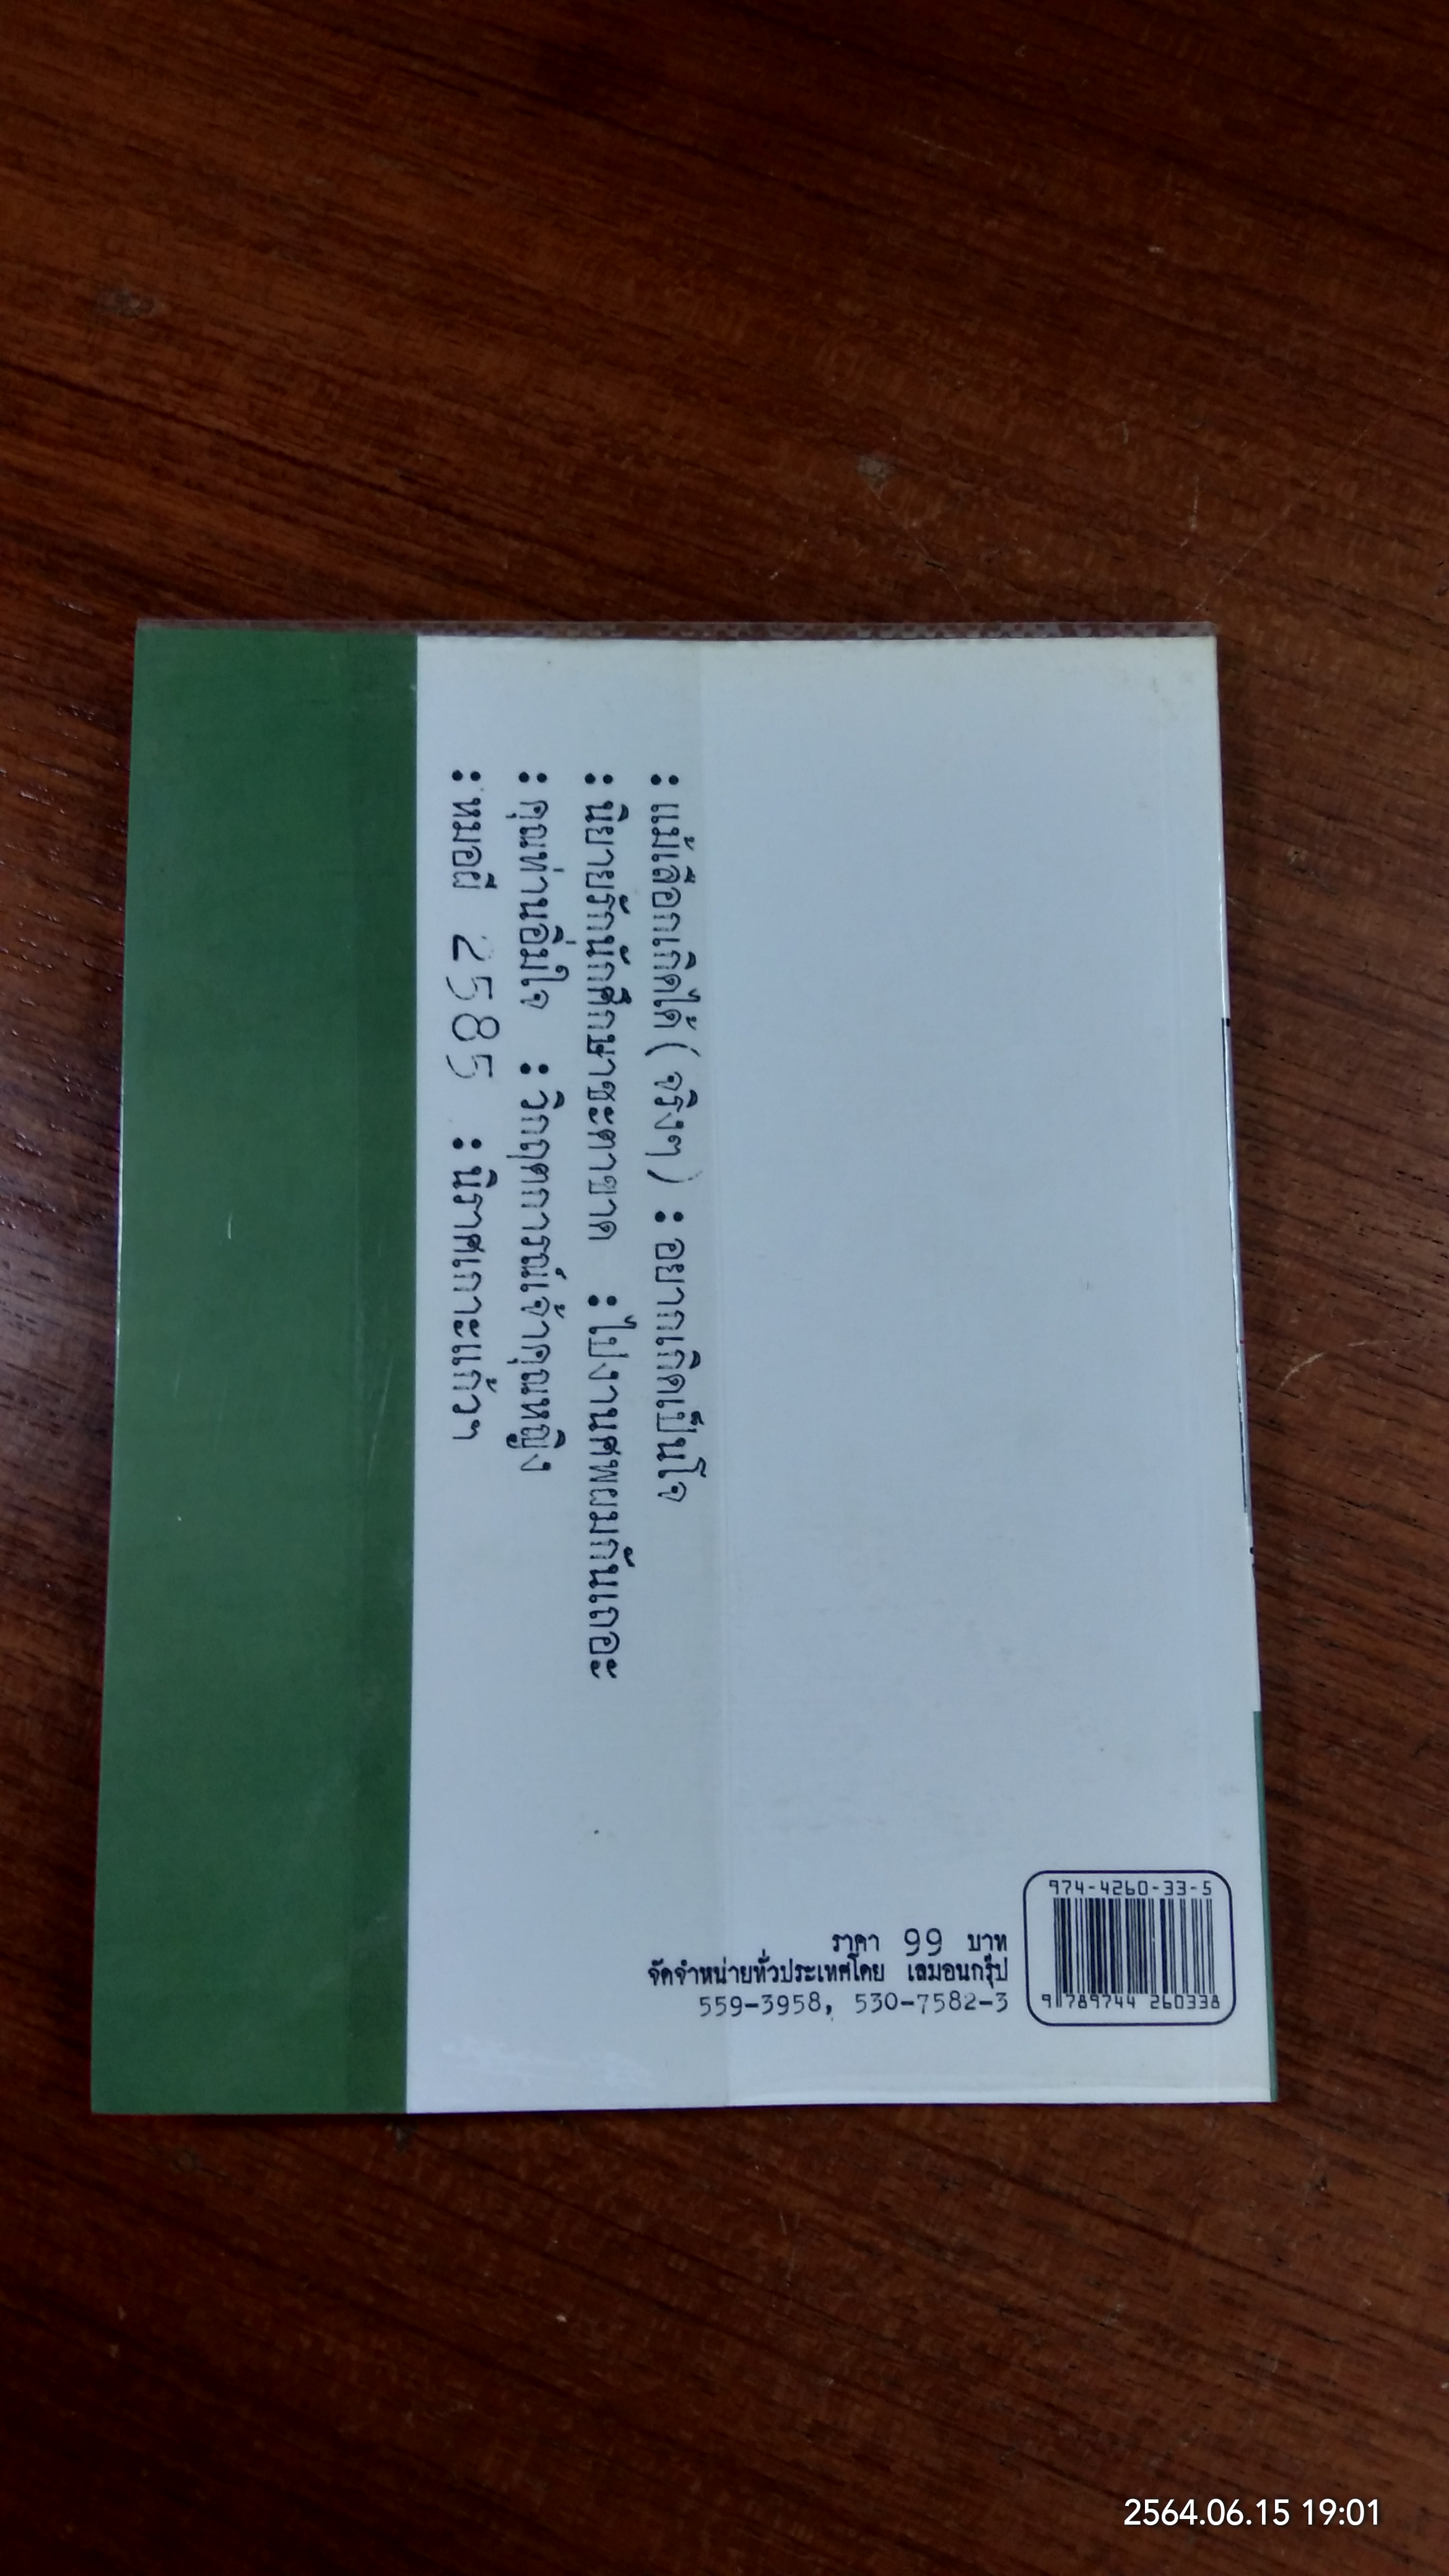 : แม้เลือกเกิดได้ ( จริงๆ ) : อยากเกิดเป็นโจ
: นิยายรักนักศึกษาชะตาขาด : ไปงานศพผมกันเถอะ
: คุณท่านอิ่มใจ : วิกฤตการณ์เจ้าคุณหญิง
: หมอผี 2585 : นิราศเกาะแก้วฯ
974-4260-33-5
9 789744 260338
ราคา 99 บาท
จัดจำหน่ายทั่วประเทศโดย เลมอนกรุ๊ป
559-3958, 530-7582-3
2564.06.15 19:01